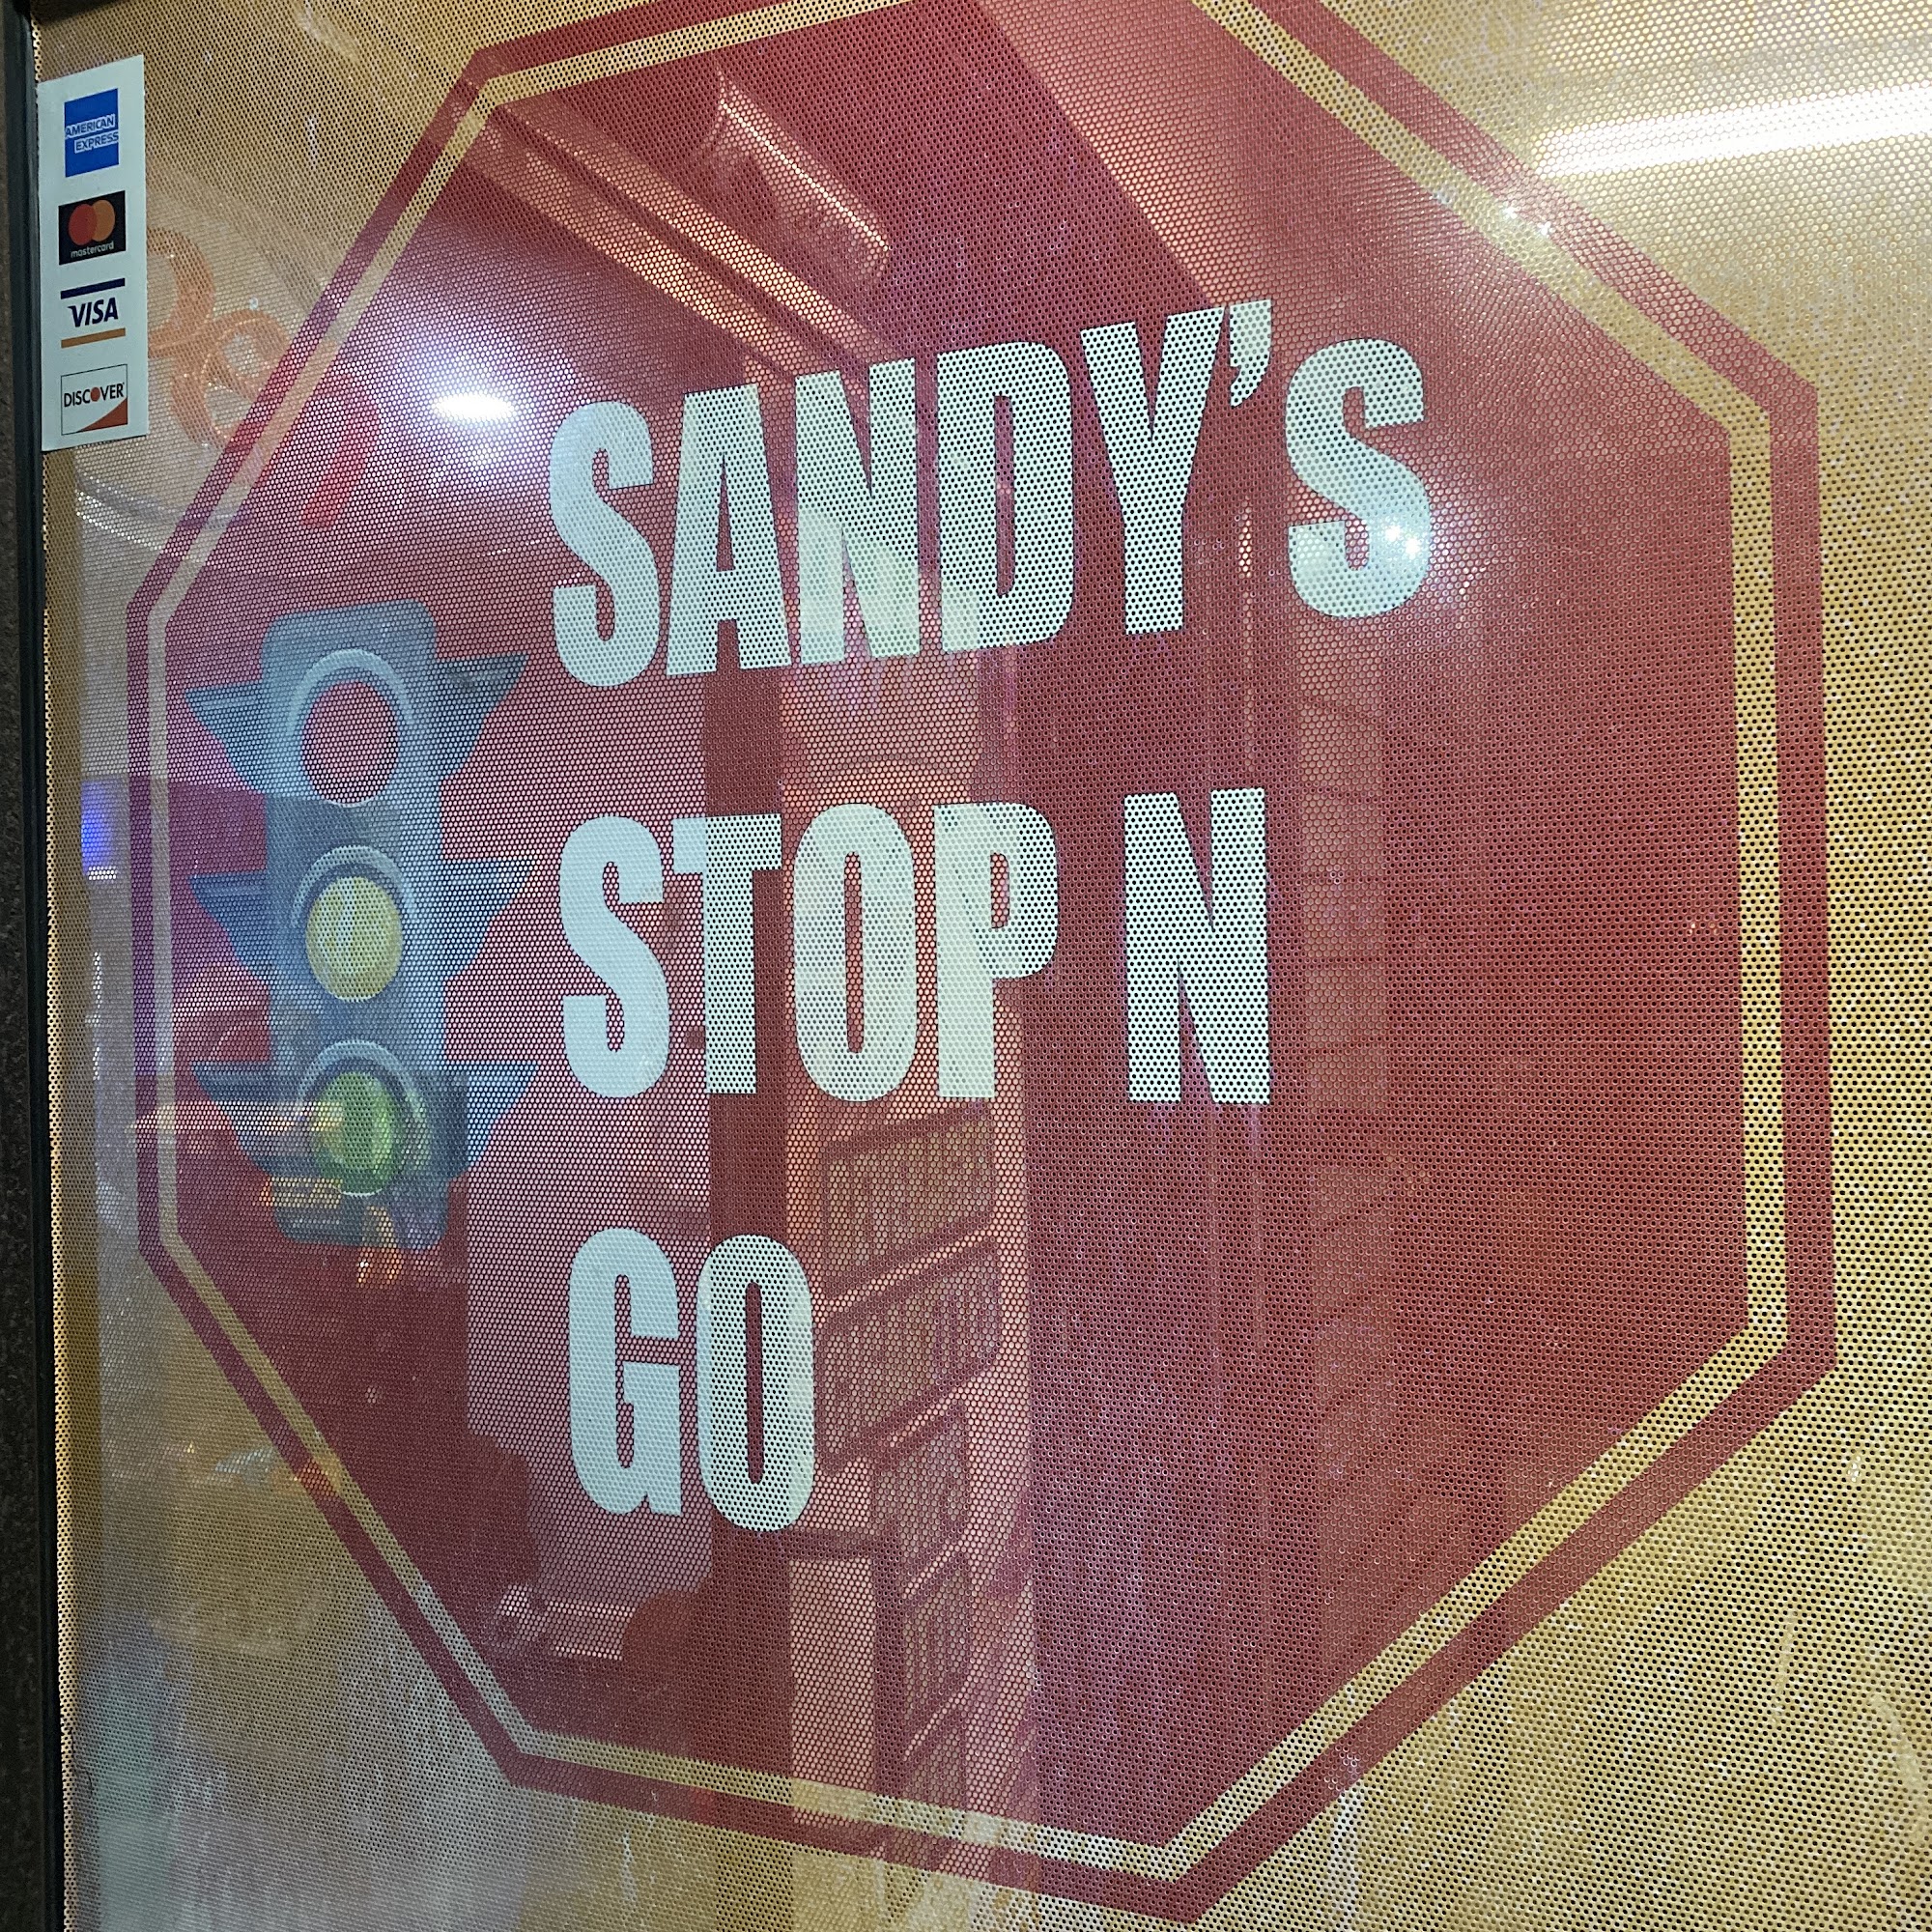 AMERICAN
EXPRESS
mastercard
VISA
DISCOVER
SANDY'S
STOP N
GO